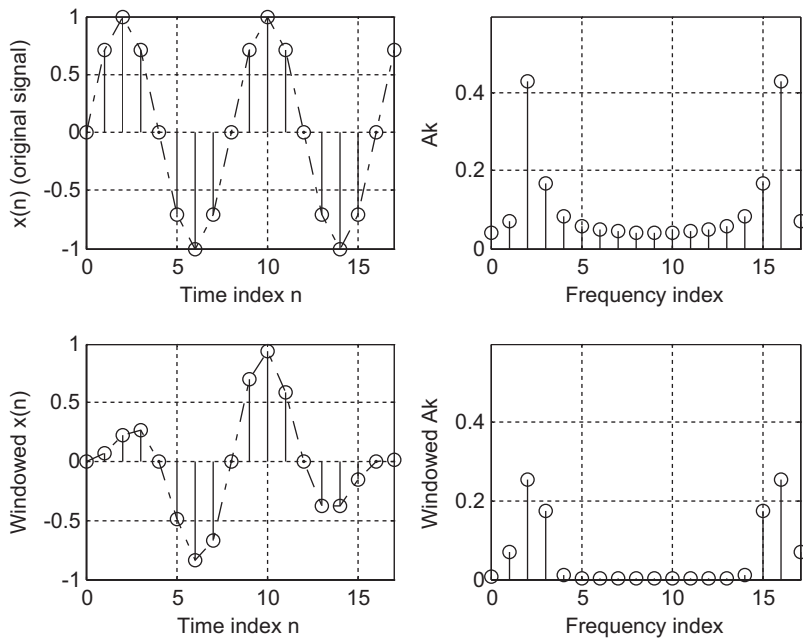 x(n) (original signal)
1
0.5
0
-0.5
-1
0 5 10 15
Time index n
Ak
0.4
0.2
0
0 5 10 15
Frequency index
Windowed x(n)
1
0.5
0
-0.5
-1
0 5 10 15
Time index n
Windowed Ak
0.4
0.2
0
0 5 10 15
Frequency index